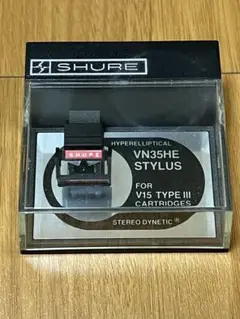 SHURE
HYPERELLIPTICAL
VN35HE
STYLUS
SHURE
FOR
V15 TYPE III
CARTRIDGES
STEREO DYNETIC®